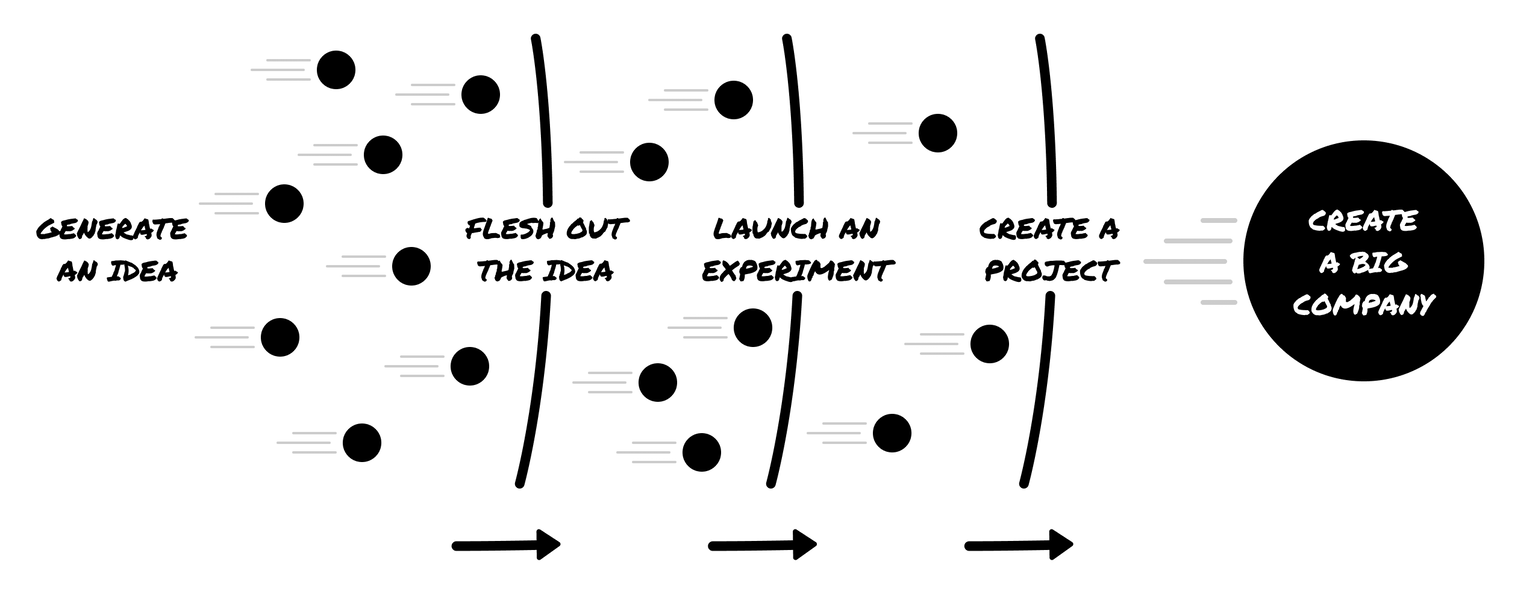 GENERATE
AN IDEA
FLESH OUT
THE IDEA
LAUNCH AN
EXPERIMENT
CREATE A
PROJECT
CREATE
A BIG
COMPANY